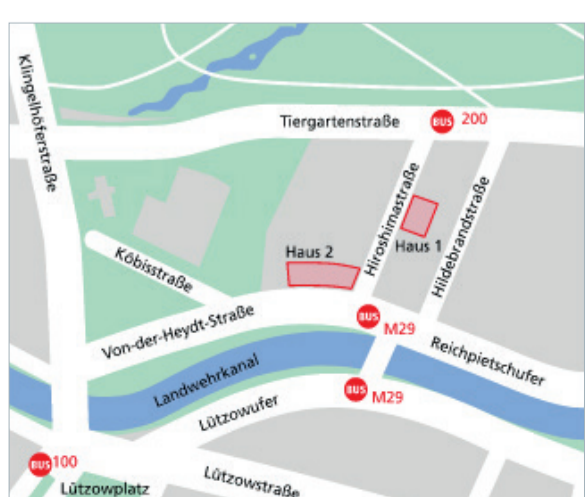 Klingelhöferstraße
Tiergartenstraße
BUS 200
Hiroshimastraße
Hildebrandstraße
Haus 1
Haus 2
Köbisstraße
Von-der-Heydt-Straße
BUS M29
Reichpietschufer
Landwehrkanal
BUS M29
Lützowufer
BUS 100
Lützowplatz
Lützowstraße